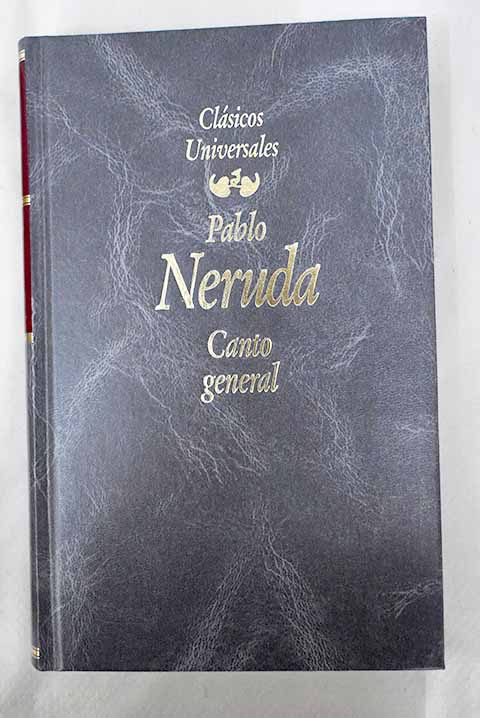 Clásicos
Universales
Pablo
Neruda
Canto
general